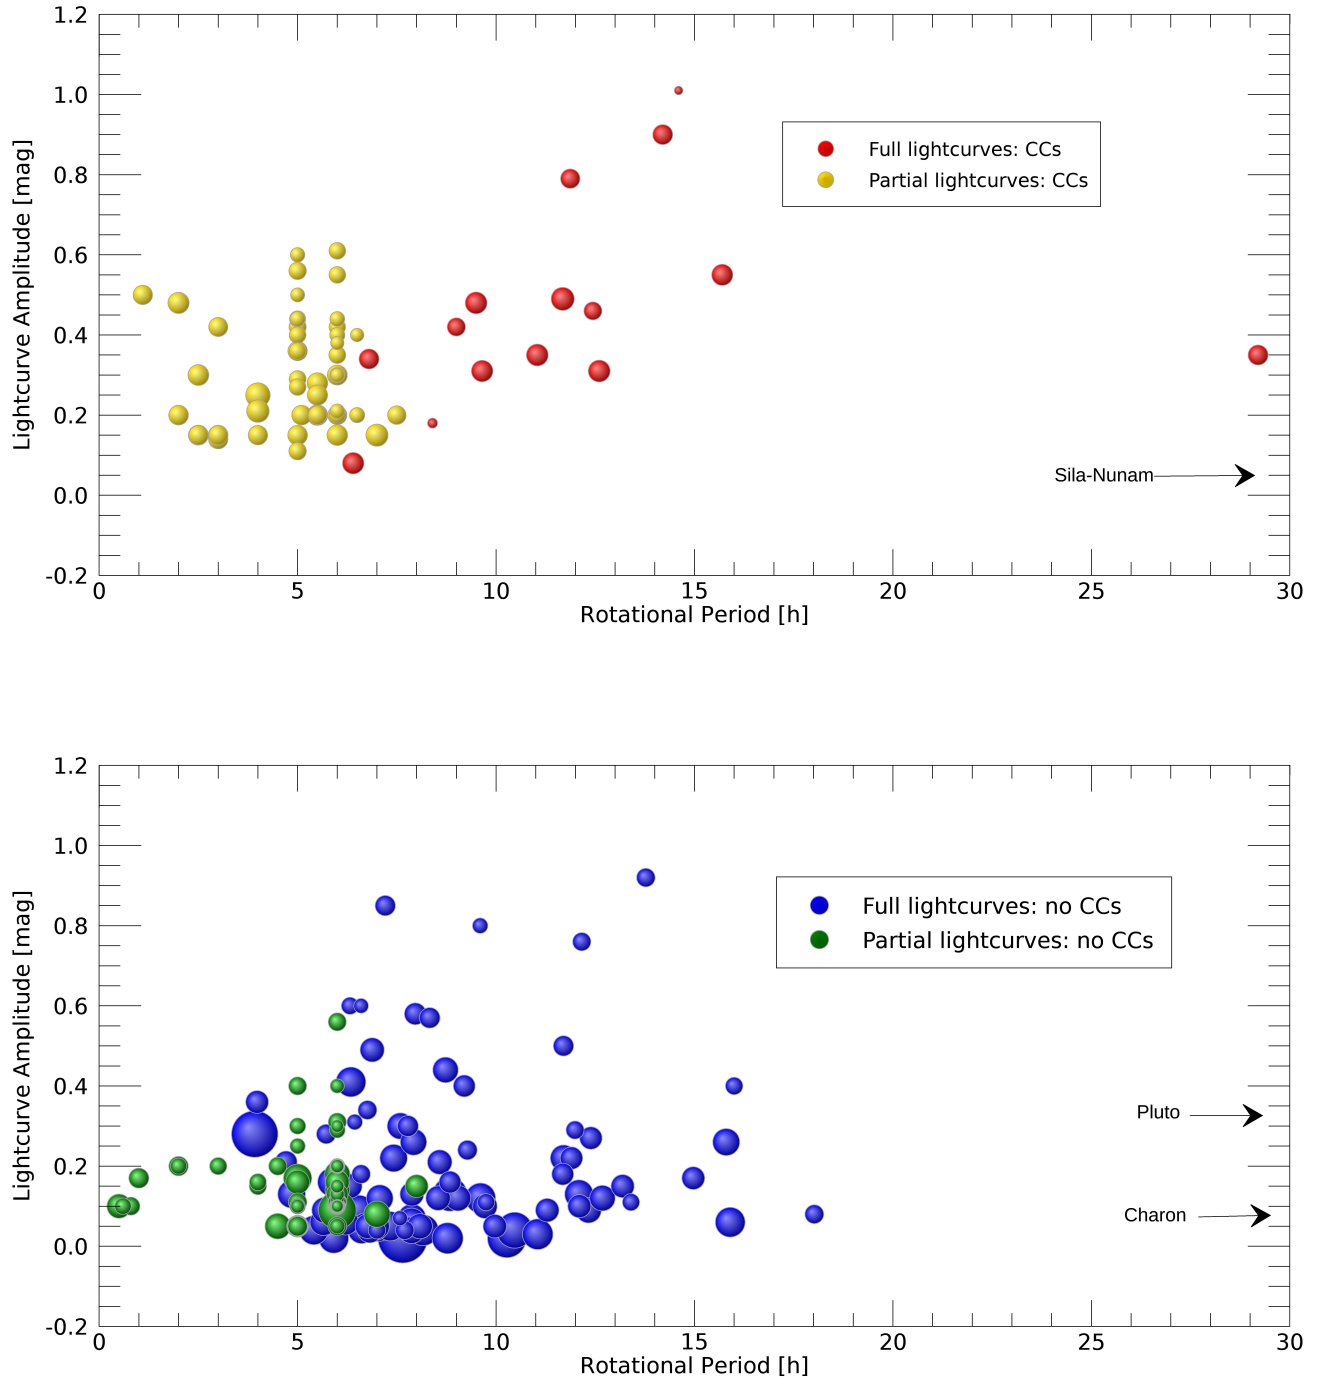 1.2
1.0
0.8
0.6
0.4
0.2
0.0
-0.2
Lightcurve Amplitude [mag]
Full lightcurves: CCs
Partial lightcurves: CCs
Sila-Nunam
0 5 10 15 20 25 30
Rotational Period [h]
1.2
1.0
0.8
0.6
0.4
0.2
0.0
-0.2
Lightcurve Amplitude [mag]
Full lightcurves: no CCs
Partial lightcurves: no CCs
Pluto
Charon
0 5 10 15 20 25 30
Rotational Period [h]